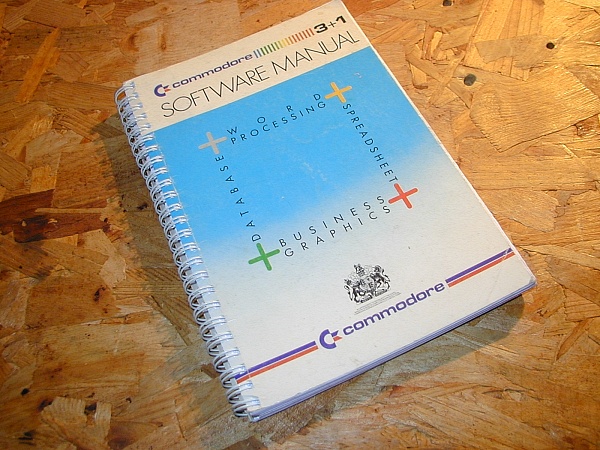 commodore 3+1
SOFTWARE MANUAL
WORD
PROCESSING
DATABASE
SPREADSHEET
BUSINESS
GRAPHICS
commodore